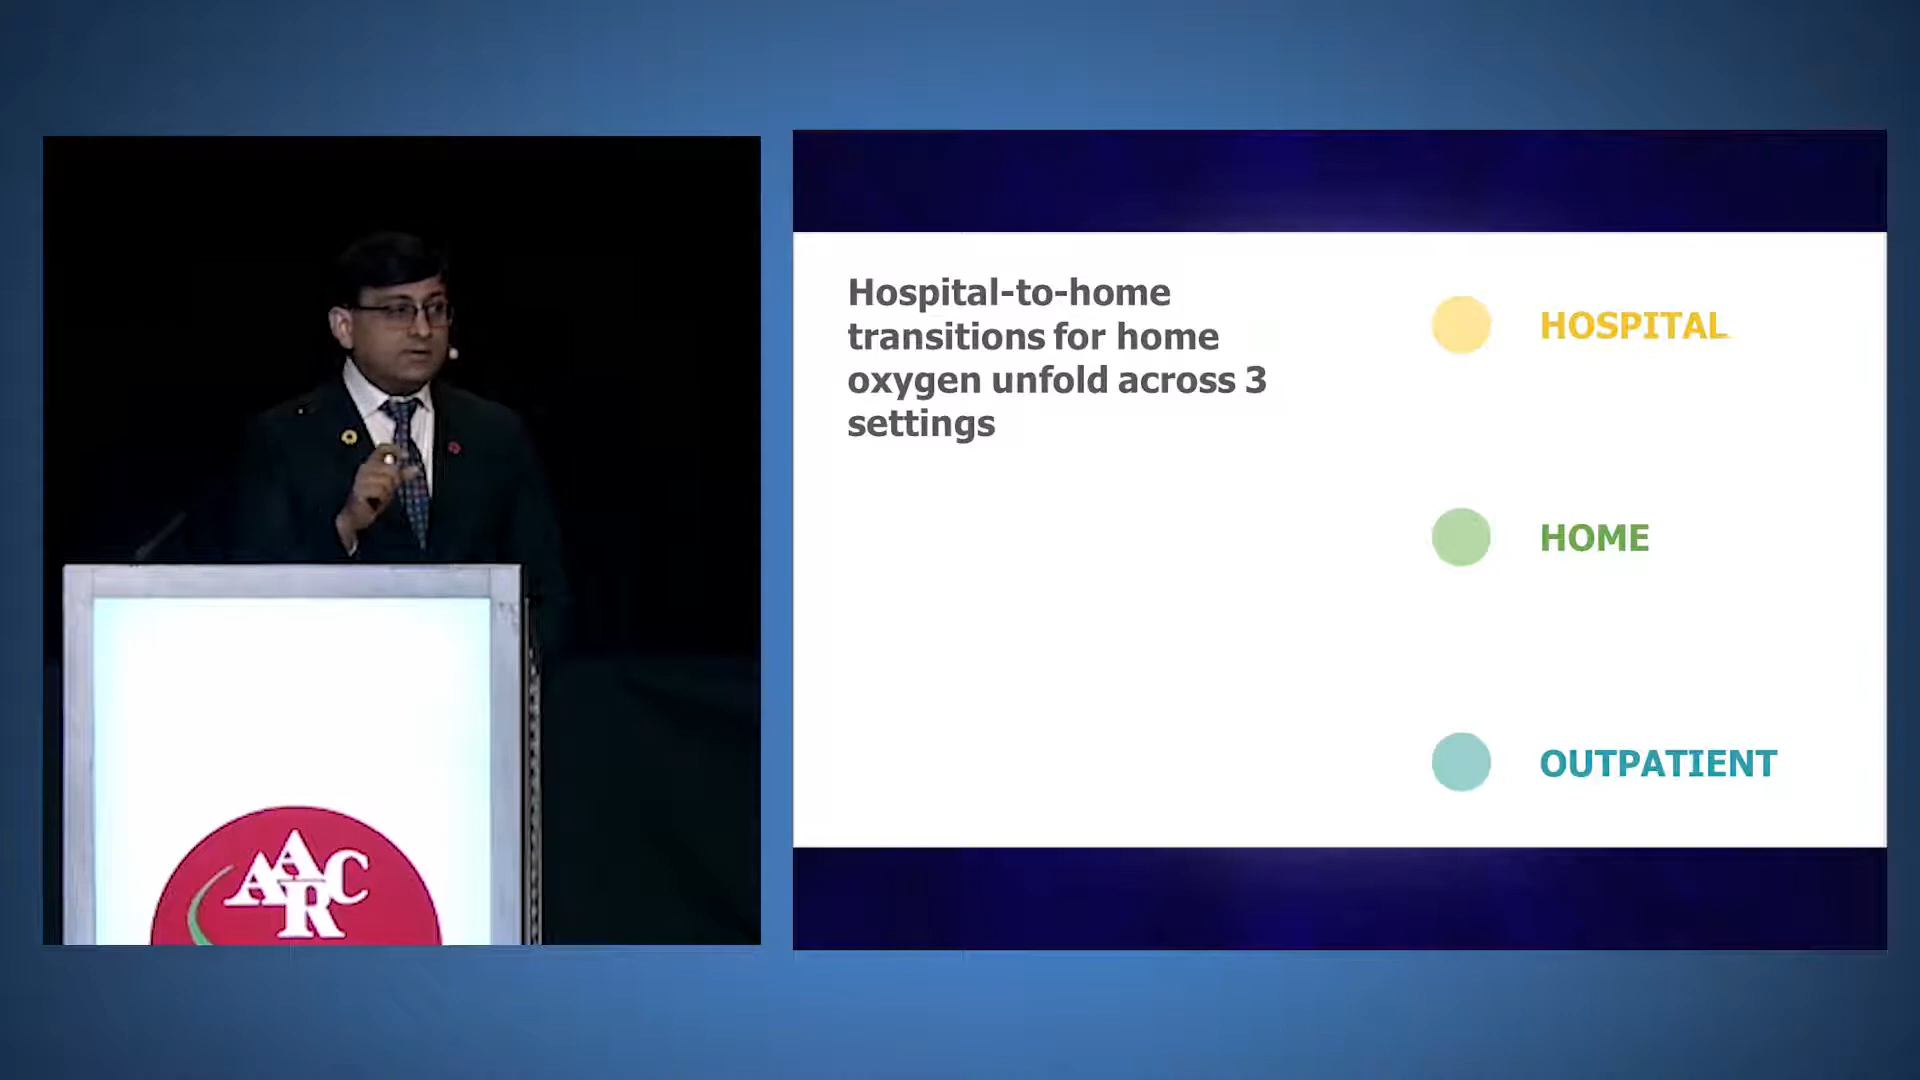 Hospital-to-home
transitions for home
oxygen unfold across 3
settings
HOSPITAL
HOME
OUTPATIENT
AARC